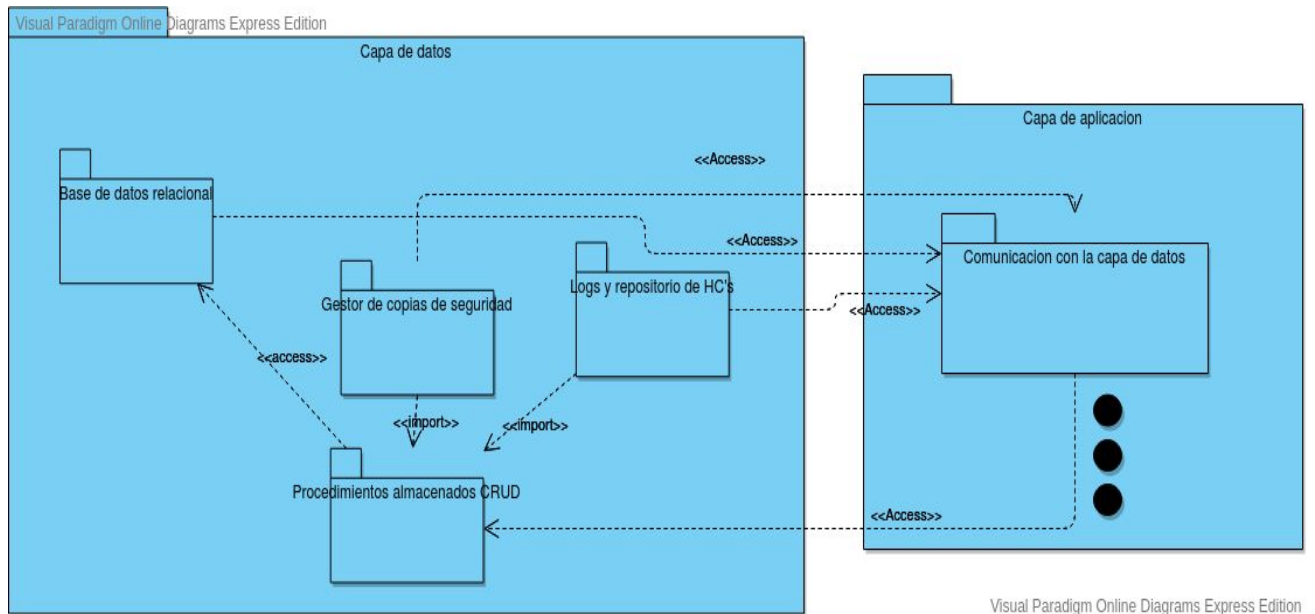 Visual Paradigm Online Diagrams Express Edition
Capa de datos
Capa de aplicacion
<<Access>>
Base de datos relacional
<<Access>>
Comunicacion con la capa de datos
Logs y repositorio de HC's
Gestor de copias de seguridad
<<Access>>
<<access>>
<<import>>
<<import>>
Procedimientos almacenados CRUD
<<Access>>
Visual Paradigm Online Diagrams Express Edition